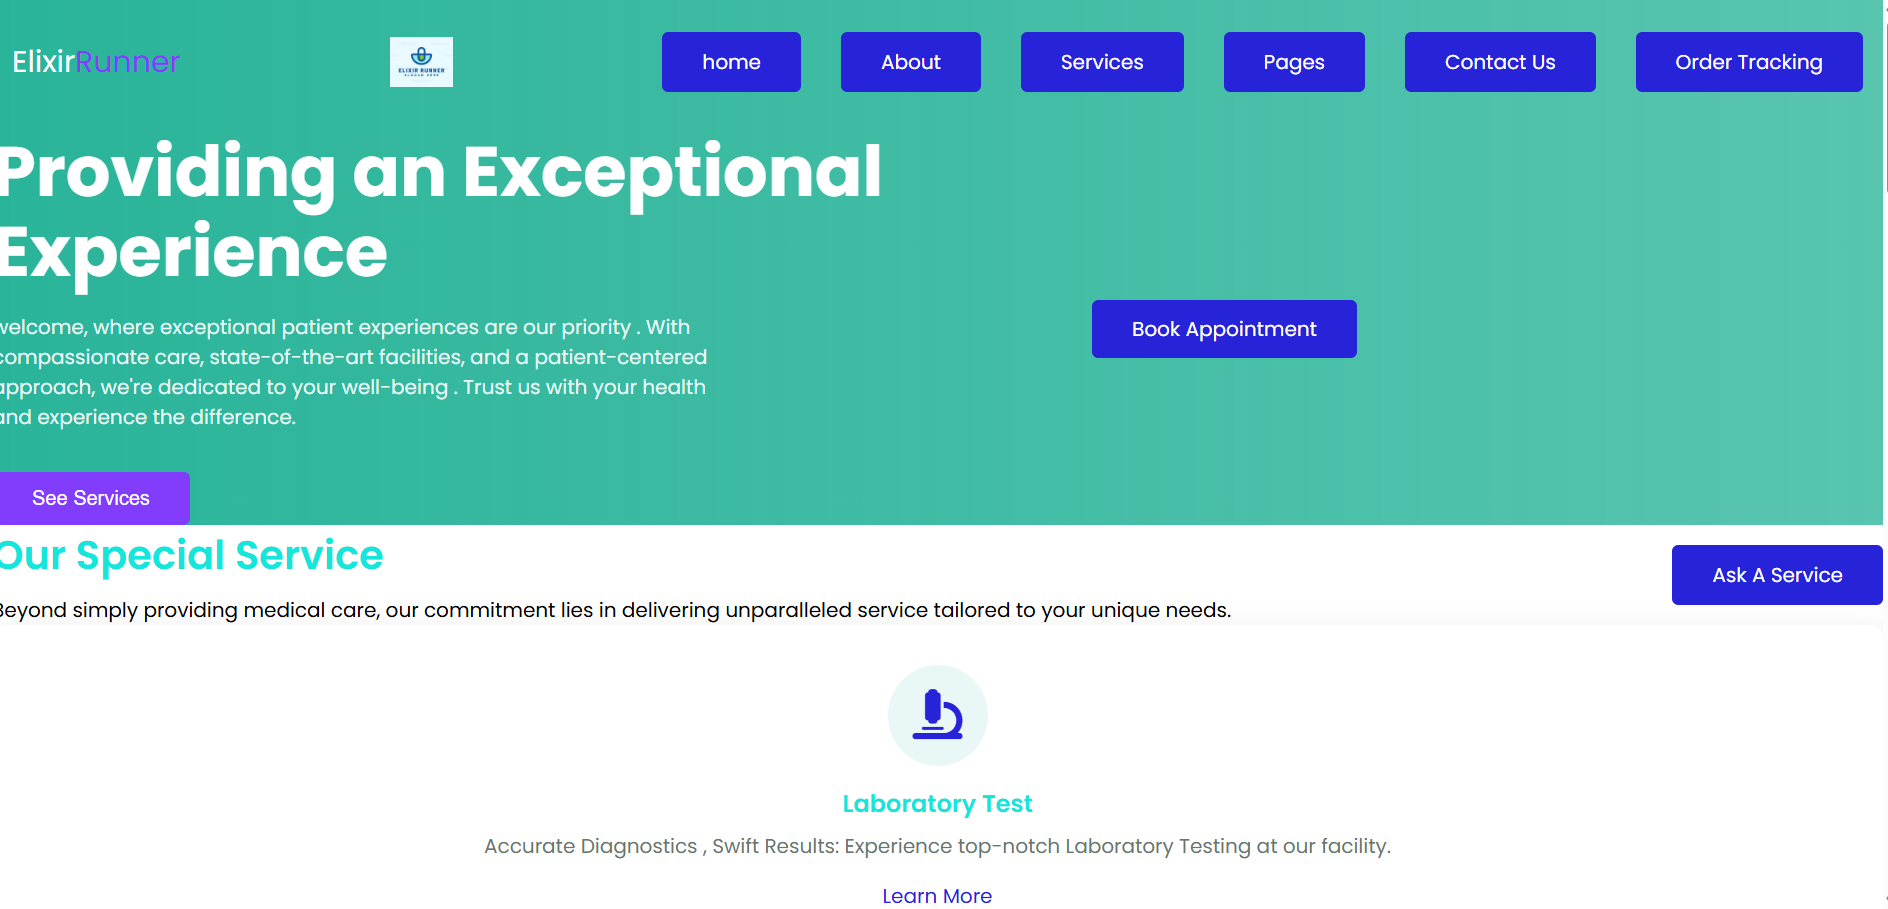 ElixirRunner
ELIXIR RUNNER
SLOGAN HERE
home
About
Services
Pages
Contact Us
Order Tracking
Providing an Exceptional
Experience
welcome, where exceptional patient experiences are our priority . With
compassionate care, state-of-the-art facilities, and a patient-centered
approach, we're dedicated to your well-being . Trust us with your health
and experience the difference.
Book Appointment
See Services
Our Special Service
Ask A Service
Beyond simply providing medical care, our commitment lies in delivering unparalleled service tailored to your unique needs.
Laboratory Test
Accurate Diagnostics , Swift Results: Experience top-notch Laboratory Testing at our facility.
Learn More